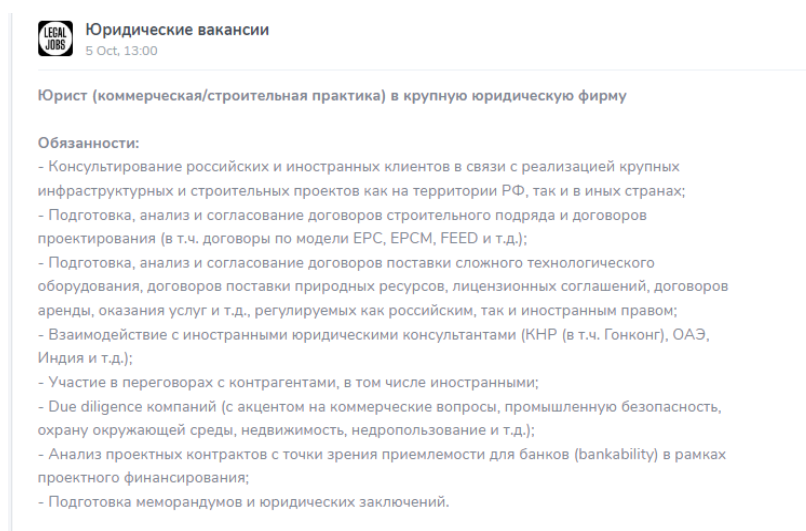 LEGAL
JOBS
Юридические вакансии
5 Oct, 13:00
Юрист (коммерческая/строительная практика) в крупную юридическую фирму
Обязанности:
- Консультирование российских и иностранных клиентов в связи с реализацией крупных
инфраструктурных и строительных проектов как на территории РФ, так и в иных странах;
- Подготовка, анализ и согласование договоров строительного подряда и договоров
проектирования (в т.ч. договоры по модели EPC, EPCM, FEED и т.д.);
- Подготовка, анализ и согласование договоров поставки сложного технологического
оборудования, договоров поставки природных ресурсов, лицензионных соглашений, договоров
аренды, оказания услуг и т.д., регулируемых как российским, так и иностранным правом;
- Взаимодействие с иностранными юридическими консультантами (КНР (в т.ч. Гонконг), ОАЭ,
Индия и т.д.);
- Участие в переговорах с контрагентами, в том числе иностранными;
- Due diligence компаний (с акцентом на коммерческие вопросы, промышленную безопасность,
охрану окружающей среды, недвижимость, недропользование и т.д.);
- Анализ проектных контрактов с точки зрения приемлемости для банков (bankability) в рамках
проектного финансирования;
- Подготовка меморандумов и юридических заключений.